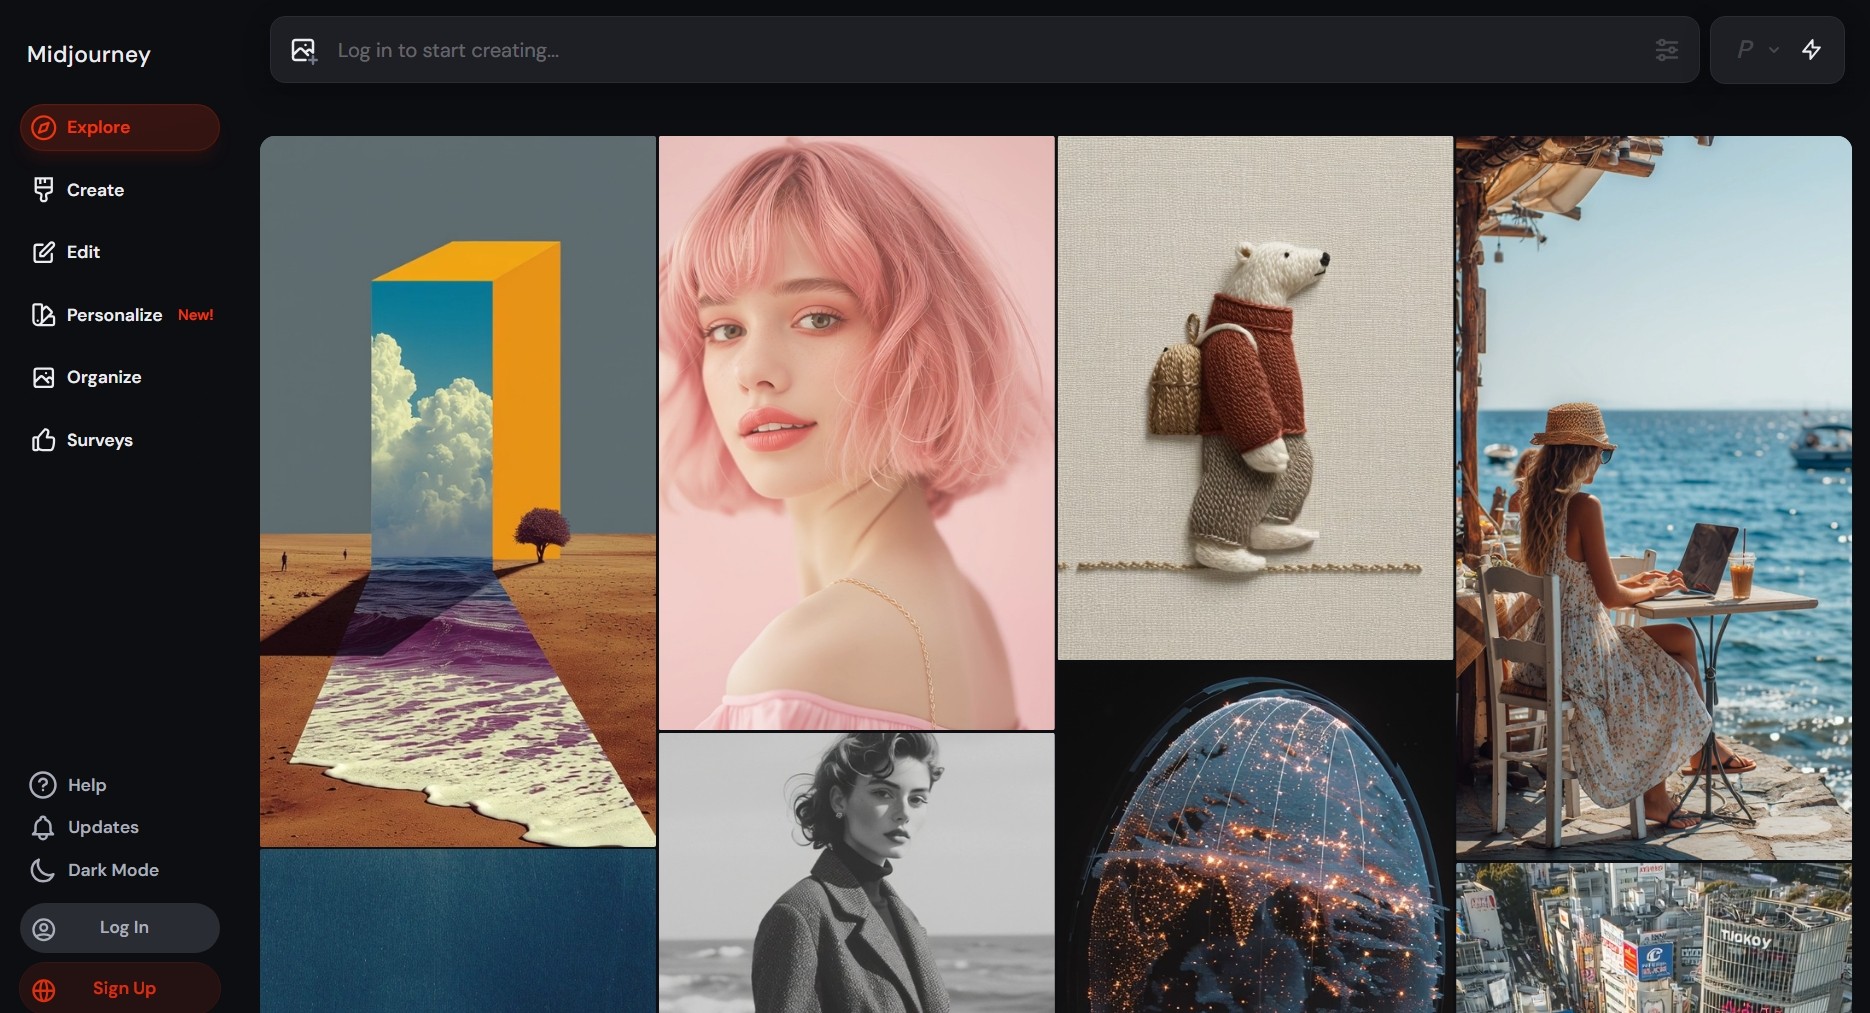 Midjourney
Log in to start creating...
P
Explore
Create
Edit
Personalize New!
Organize
Surveys
Help
Updates
Dark Mode
Log In
Sign Up